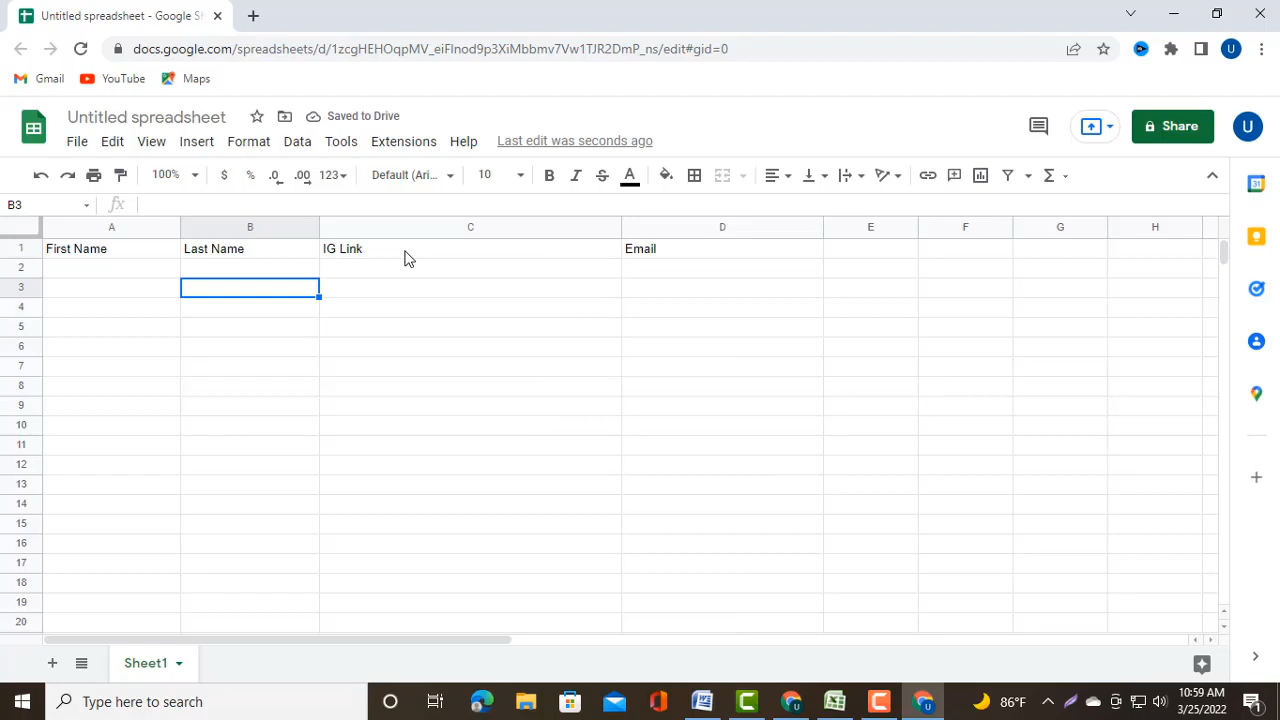 Untitled spreadsheet - Google Sh
docs.google.com/spreadsheets/d/1zcgHEHOqpMV_eiFlnod9p3XiMbbmv7Vw1TJR2DmP_ns/edit#gid=0
U
Gmail YouTube Maps
Untitled spreadsheet Saved to Drive
File Edit View Insert Format Data Tools Extensions Help Last edit was seconds ago
Share U
100% $ % .0 .00 123 Default (Ari... 10 B I S A Σ
31
B3 fx
A B C D E F G H
1 First Name Last Name IG Link Email
2
3
4
5
6
7
8
9
10
11
12
13
14
15
16
17
18
19
20
Sheet1
Type here to search
86°F
10:59 AM
3/25/2022
1